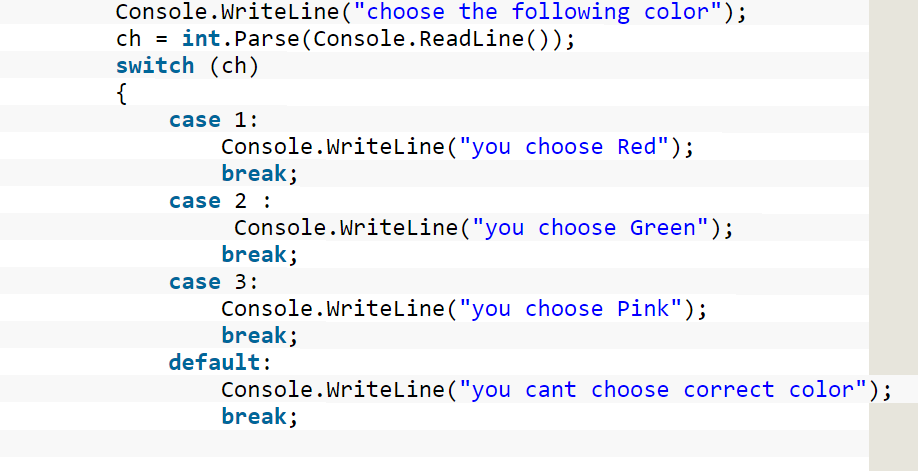 Console.WriteLine("choose the following color");
ch = int.Parse(Console.ReadLine());
switch (ch)
{
case 1:
Console.WriteLine("you choose Red");
break;
case 2 :
Console.WriteLine("you choose Green");
break;
case 3:
Console.WriteLine("you choose Pink");
break;
default:
Console.WriteLine("you cant choose correct color");
break;